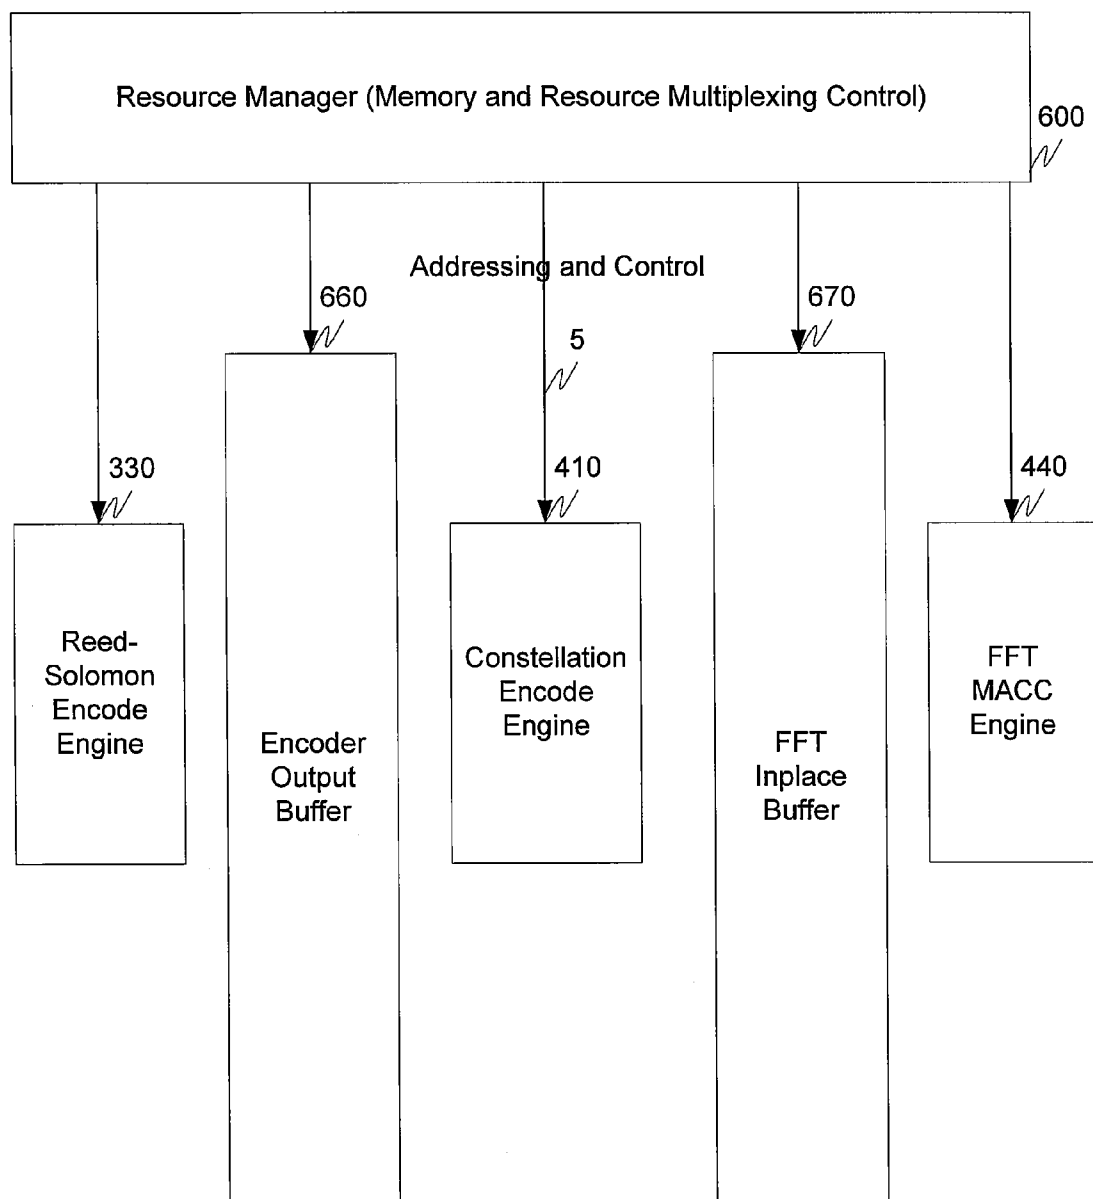 Resource Manager (Memory and Resource Multiplexing Control)
600
Addressing and Control
660
670
5
330
410
440
Reed-
Solomon
Encode
Engine
Encoder
Output
Buffer
Constellation
Encode
Engine
FFT
Inplace
Buffer
FFT
MACC
Engine